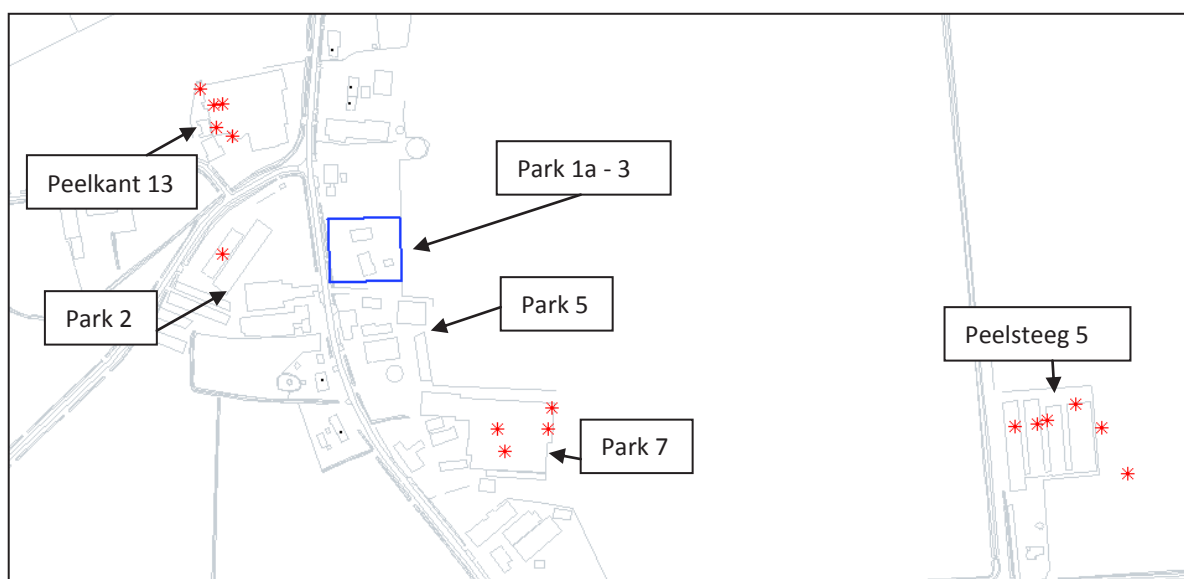 Peelkant 13
Park 1a - 3
Park 2
Park 5
Peelsteeg 5
Park 7